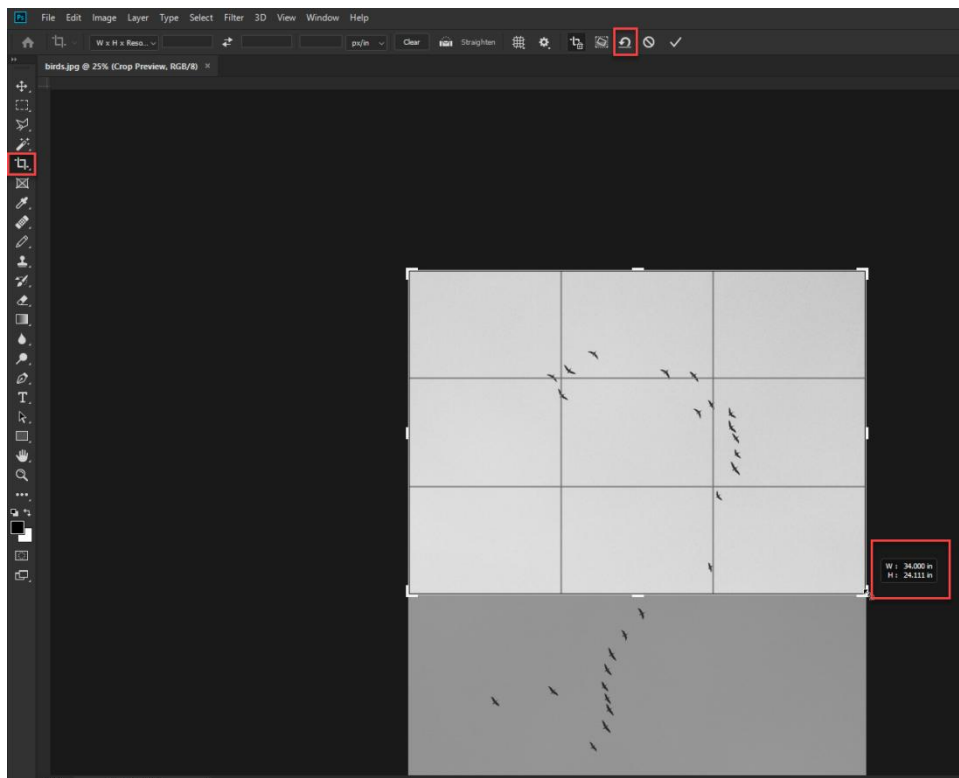 Ps File Edit Image Layer Type Select Filter 3D View Window Help
W x H x Reso... px/in Clear Straighten
birds.jpg @ 25% (Crop Preview, RGB/8) ×
W : 34.000 in
H : 24.111 in